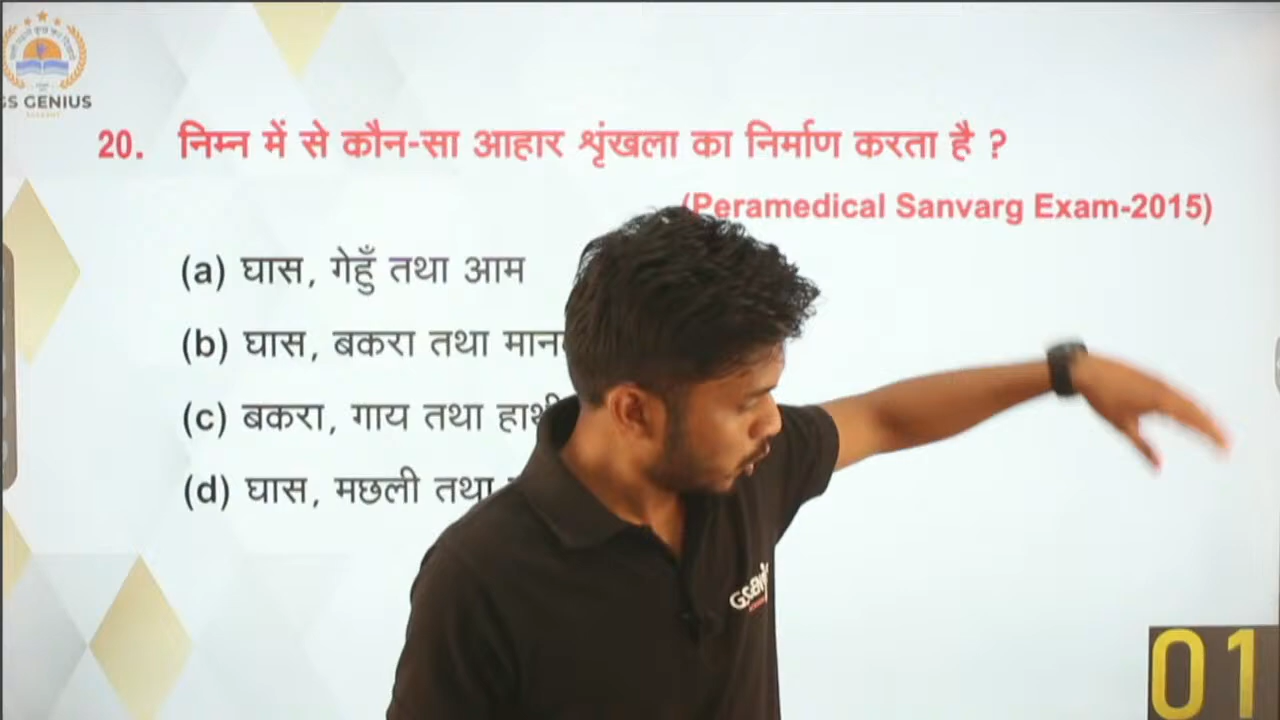 GS GENIUS
20. निम्न में से कौन-सा आहार शृंखला का निर्माण करता है ?
(Peramedical Sanvarg Exam-2015)
(a) घास, गेहुँ तथा आम
(b) घास, बकरा तथा
(c) बकरा, गाय तथा
(d) घास, मछली तथा
01